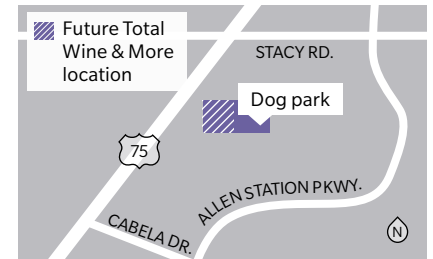 Future Total
Wine & More
location
STACY RD.
Dog park
75
ALLEN STATION PKWY.
CABELA DR.
N